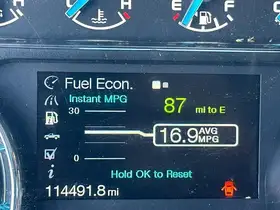 C H E F
Fuel Econ.
Instant MPG
87 mi to E
30
16.9 AVG MPG
0
Hold OK to Reset
114491.8 mi
i